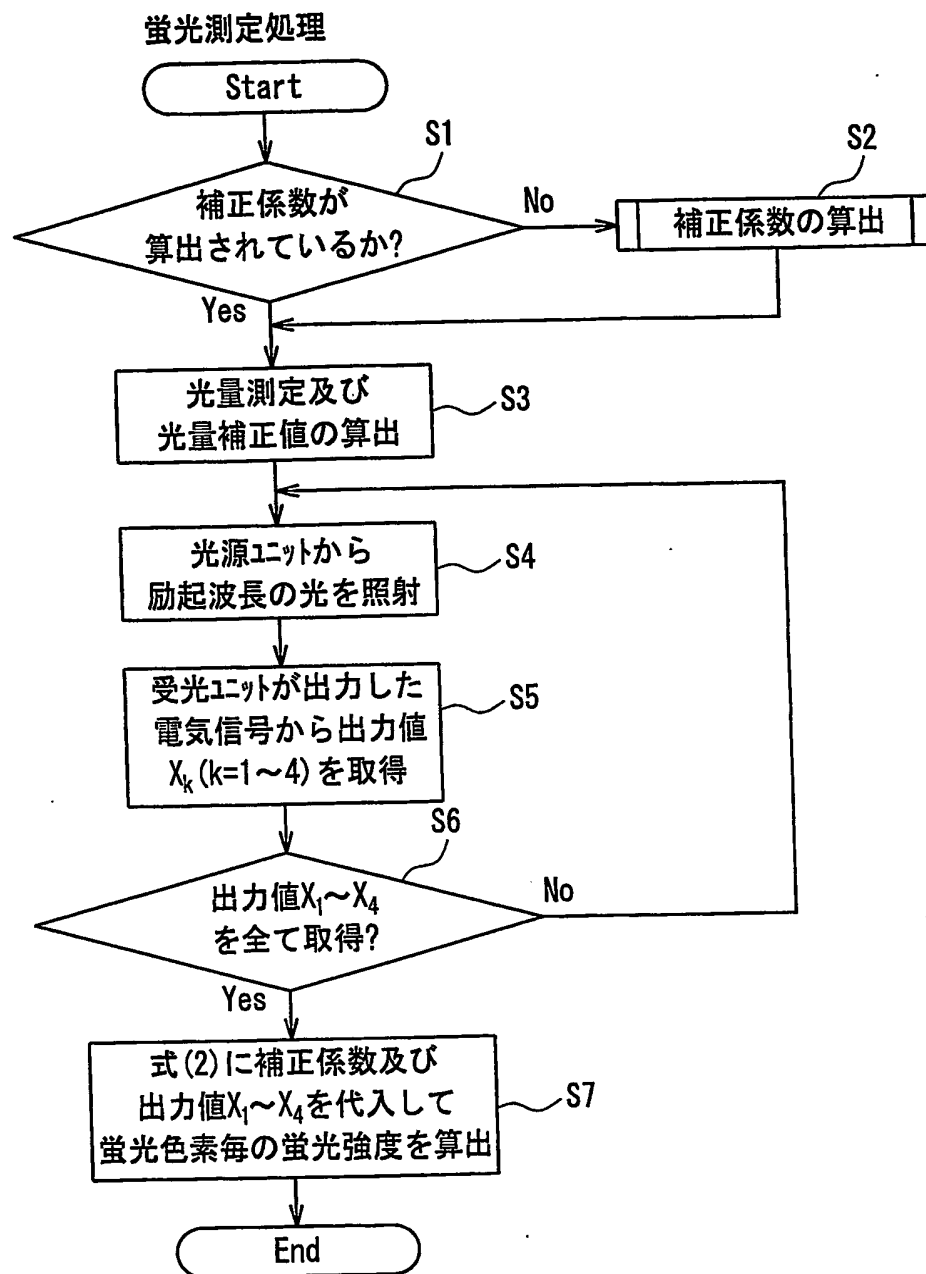 蛍光測定処理
Start
S1
補正係数が
算出されているか?
No
S2
補正係数の算出
Yes
光量測定及び
光量補正値の算出
S3
光源ユニットから
励起波長の光を照射
S4
受光ユニットが出力した
電気信号から出力値
Xk(k=1～4)を取得
S5
S6
出力値X1～X4
を全て取得?
No
Yes
式(2)に補正係数及び
出力値X1～X4を代入して
蛍光色素毎の蛍光強度を算出
S7
End